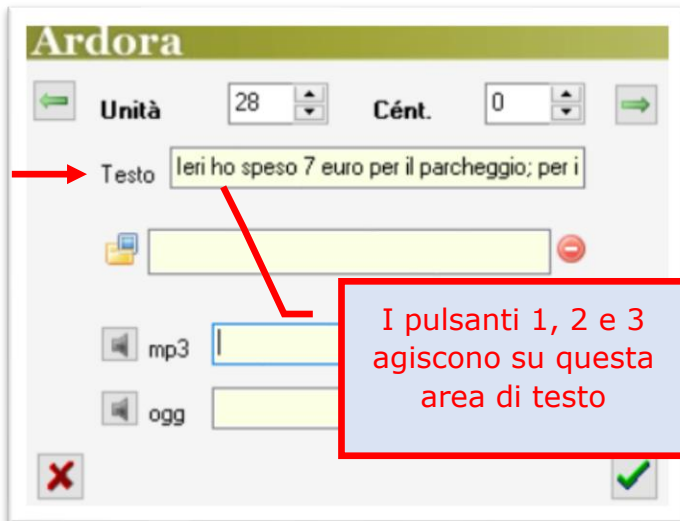 Ardora
Unità 28 Cént. 0
Testo Ieri ho speso 7 euro per il parcheggio; per i
mp3
ogg
I pulsanti 1, 2 e 3
agiscono su questa
area di testo